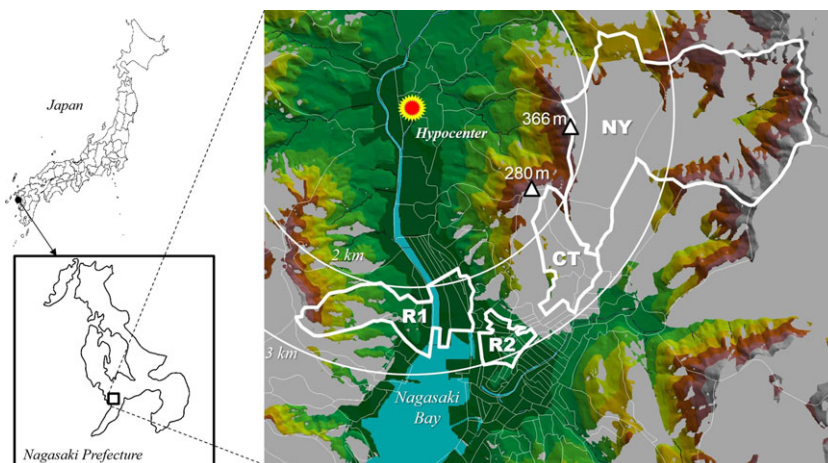 Japan
Nagasaki Prefecture
Hypocenter
366 m
NY
280 m
CT
2 km
R1
R2
3 km
Nagasaki
Bay